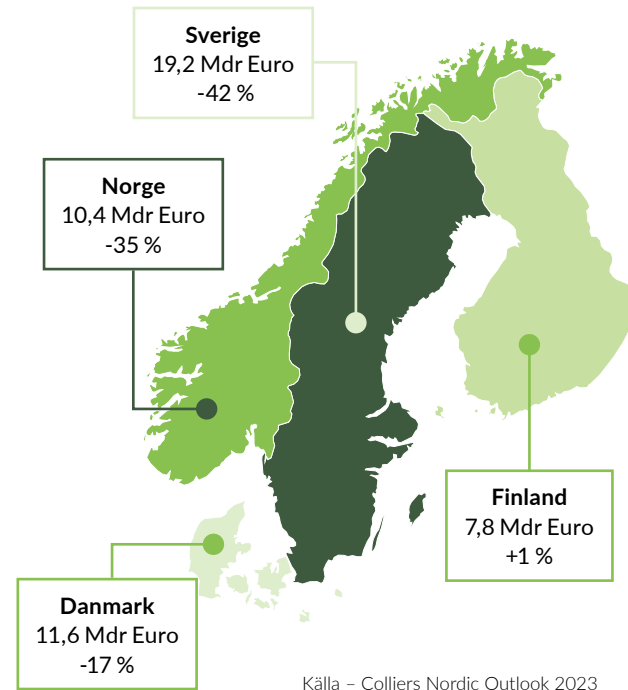 Sverige
19,2 Mdr Euro
-42 %
Norge
10,4 Mdr Euro
-35 %
Finland
7,8 Mdr Euro
+1 %
Danmark
11,6 Mdr Euro
-17 %
Källa – Colliers Nordic Outlook 2023